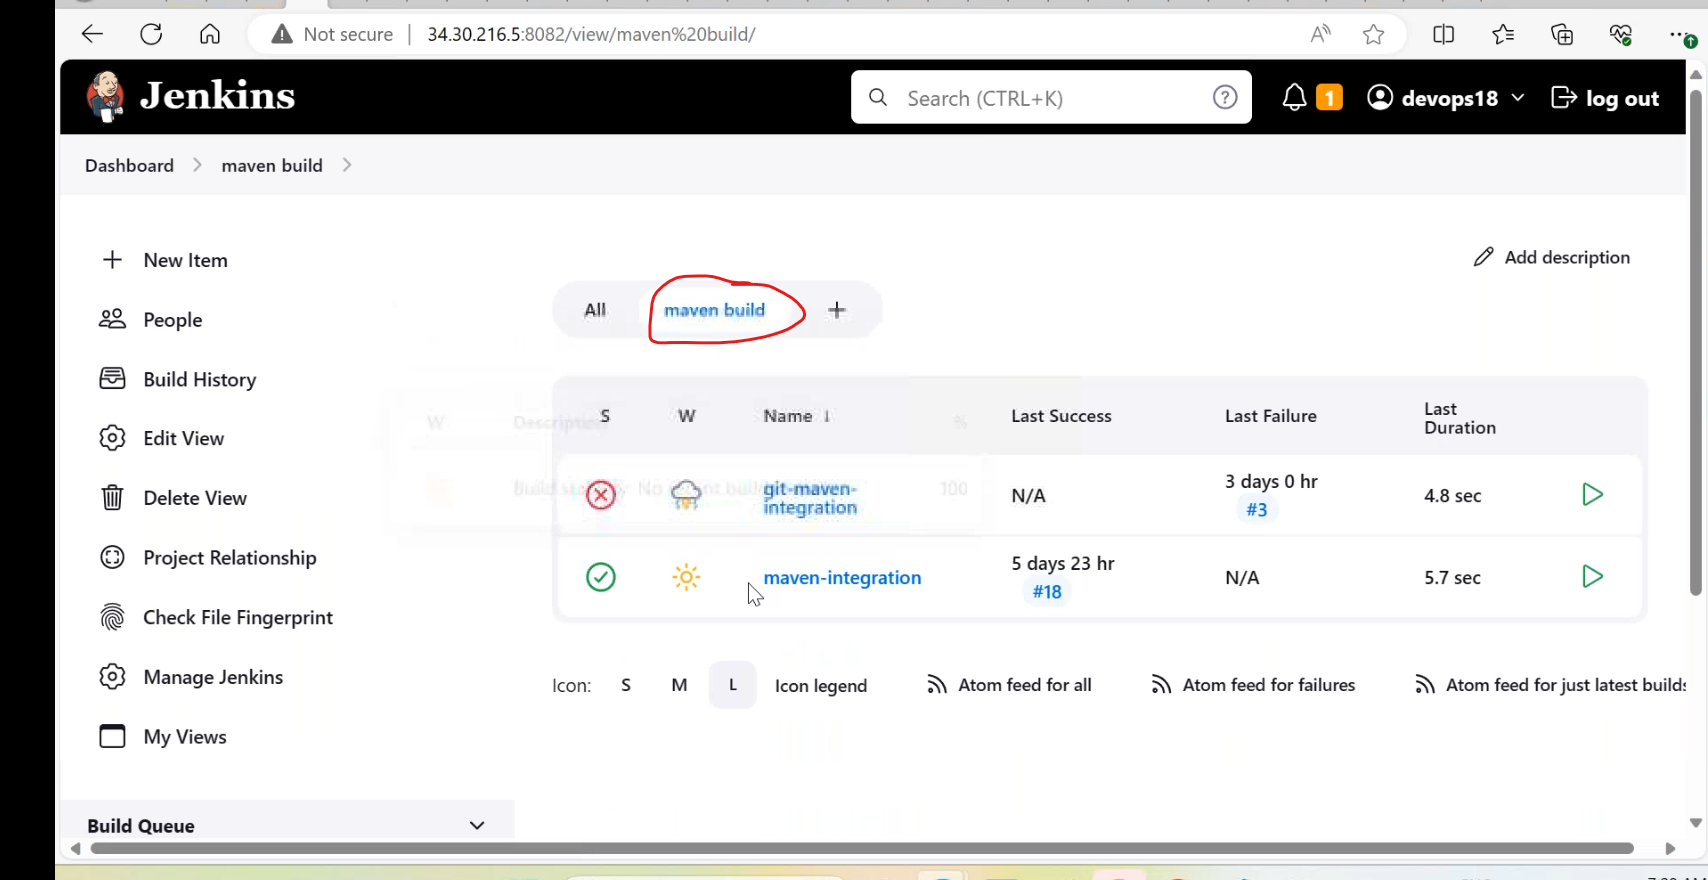 Not secure
34.30.216.5:8082/view/maven%20build/
Jenkins
Search (CTRL+K)
1
devops18
log out
Dashboard
maven build
New Item
People
Build History
Edit View
Delete View
Project Relationship
Check File Fingerprint
Manage Jenkins
My Views
Build Queue
Add description
All
maven build
+
W
Description
%
S
W
Name ↓
Last Success
Last Failure
Last
Duration
100
git-maven-
integration
N/A
3 days 0 hr
#3
4.8 sec
maven-integration
5 days 23 hr
#18
N/A
5.7 sec
Icon:
S
M
L
Icon legend
Atom feed for all
Atom feed for failures
Atom feed for just latest builds